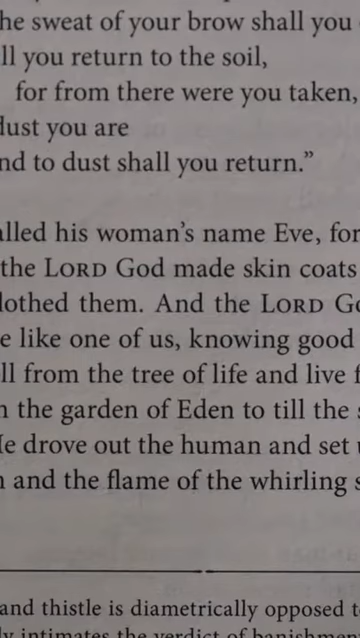 he sweat of your brow shall you
ll you return to the soil,
for from there were you taken,
dust you are
nd to dust shall you return.”
alled his woman’s name Eve, for
the LORD God made skin coats
lothed them. And the LORD Go
e like one of us, knowing good
ll from the tree of life and live f
n the garden of Eden to till the s
He drove out the human and set u
n and the flame of the whirling s
and thistle is diametrically opposed to
ly intimates the verdict of banishme